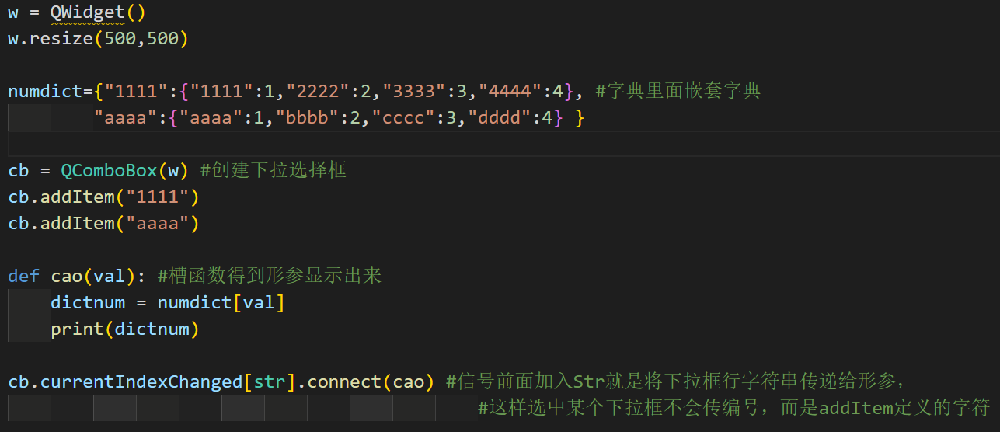 w = QWidget()
w.resize(500,500)
numdict={"1111":{"1111":1,"2222":2,"3333":3,"4444":4}, #字典里面嵌套字典
"aaaa":{"aaaa":1,"bbbb":2,"cccc":3,"dddd":4} }
cb = QComboBox(w) #创建下拉选择框
cb.addItem("1111")
cb.addItem("aaaa")
def cao(val): #槽函数得到形参显示出来
dictnum = numdict[val]
print(dictnum)
cb.currentIndexChanged[str].connect(cao) #信号前面加入Str就是将下拉框行字符串传递给形参，
#这样选中某个下拉框不会传编号，而是addItem定义的字符